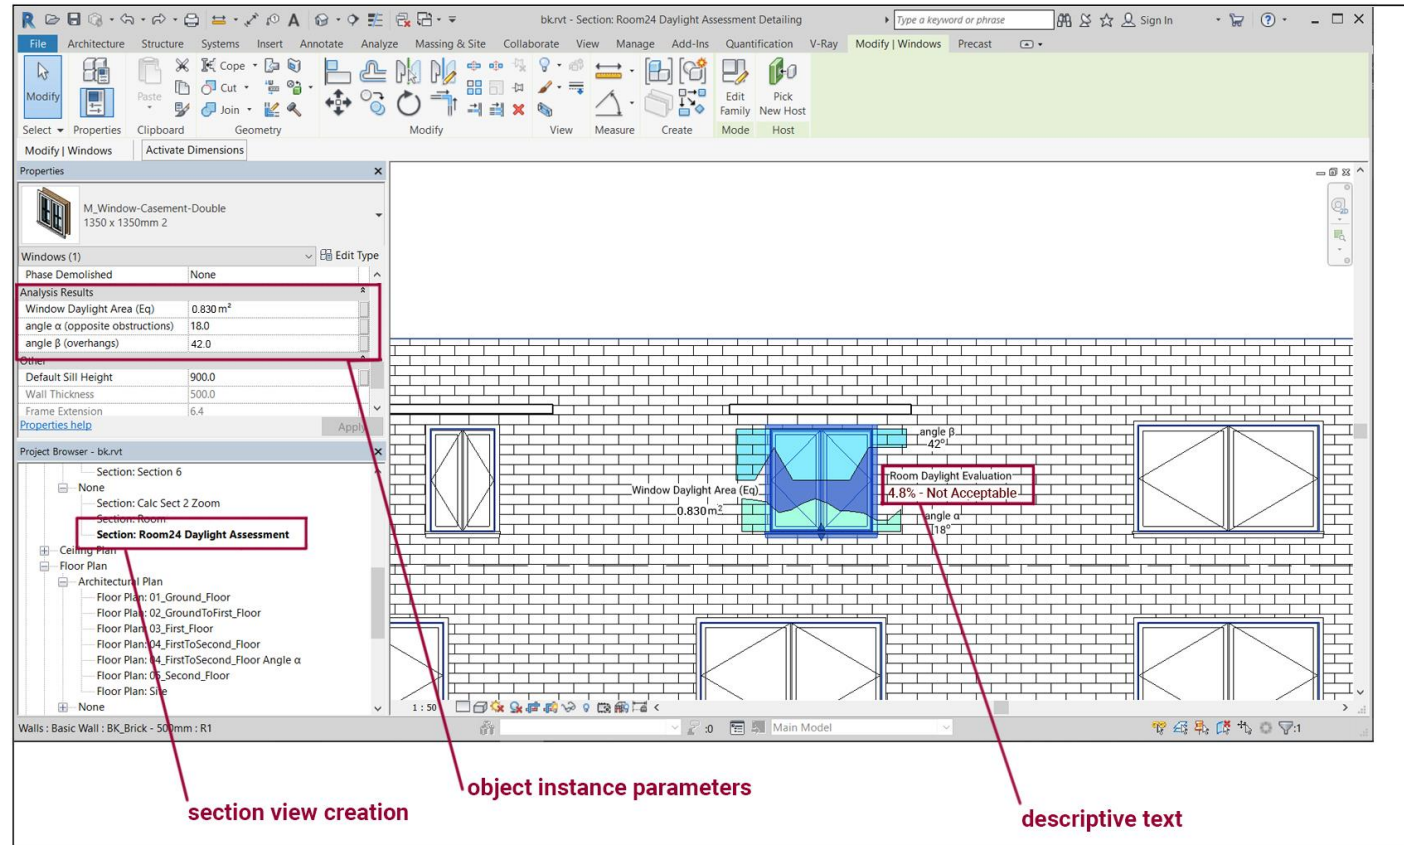 bk.rvt - Section: Room24 Daylight Assessment Detailing
Type a keyword or phrase
Sign In
File Architecture Structure Systems Insert Annotate Analyze Massing & Site Collaborate View Manage Add-Ins Quantification V-Ray Modify | Windows Precast
Modify
Paste
Cope
Cut
Join
Edit Family
Pick New Host
Select Properties Clipboard Geometry Modify View Measure Create Mode Host
Modify | Windows Activate Dimensions
Properties
M_Window-Casement-Double
1350 x 1350mm 2
Windows (1) Edit Type
Phase Demolished None
Analysis Results
Window Daylight Area (Eq) 0.830 m²
angle α (opposite obstructions) 18.0
angle β (overhangs) 42.0
Other
Default Sill Height 900.0
Wall Thickness 500.0
Frame Extension 6.4
Properties help Apply
Project Browser - bk.rvt
Section: Section 6
None
Section: Calc Sect 2 Zoom
Section: Room
Section: Room24 Daylight Assessment
Ceiling Plan
Floor Plan
Architectural Plan
Floor Plan: 01_Ground_Floor
Floor Plan: 02_GroundToFirst_Floor
Floor Plan: 03_First_Floor
Floor Plan: 04_FirstToSecond_Floor
Floor Plan: 04_FirstToSecond_Floor Angle α
Floor Plan: 05_Second_Floor
Floor Plan: Site
None
angle β
42°
Room Daylight Evaluation
4.8% - Not Acceptable
Window Daylight Area (Eq)
0.830 m²
angle α
18°
1 : 50
Walls : Basic Wall : BK_Brick - 500mm : R1
:0
Main Model
:1
object instance parameters
section view creation
descriptive text